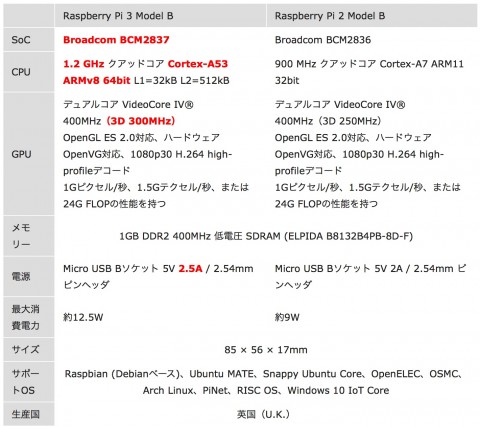 Raspberry Pi 3 Model B
Raspberry Pi 2 Model B
SoC
Broadcom BCM2837
Broadcom BCM2836
CPU
1.2 GHz クアッドコア Cortex-A53
ARMv8 64bit L1=32kB L2=512kB
900 MHz クアッドコア Cortex-A7 ARM11
32bit
GPU
デュアルコア VideoCore IV®
400MHz（3D 300MHz）
OpenGL ES 2.0対応、ハードウェア
OpenVG対応、1080p30 H.264 high-
profileデコード
1Gピクセル/秒、1.5Gテクセル/秒、または
24G FLOPの性能を持つ
デュアルコア VideoCore IV®
400MHz（3D 250MHz）
OpenGL ES 2.0対応、ハードウェア
OpenVG対応、1080p30 H.264 high-
profileデコード
1Gピクセル/秒、1.5Gテクセル/秒、または
24G FLOPの性能を持つ
メモ
リー
1GB DDR2 400MHz 低電圧 SDRAM (ELPIDA B8132B4PB-8D-F)
電源
Micro USB Bソケット 5V 2.5A / 2.54mm
ピンヘッダ
Micro USB Bソケット 5V 2A / 2.54mm ピ
ンヘッダ
最大消
費電力
約12.5W
約9W
サイズ
85 × 56 × 17mm
サポー
トOS
Raspbian (Debianベース)、Ubuntu MATE、Snappy Ubuntu Core、OpenELEC、OSMC、
Arch Linux、PiNet、RISC OS、Windows 10 IoT Core
生産国
英国（U.K.）